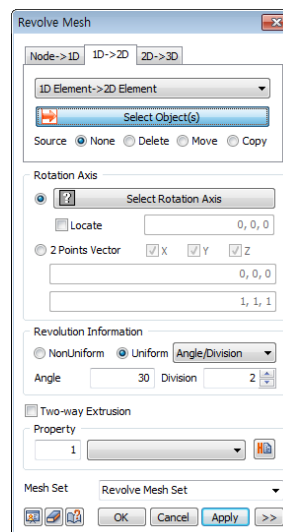 Revolve Mesh
Node->1D 1D->2D 2D->3D
1D Element->2D Element
Select Object(s)
Source None Delete Move Copy
Rotation Axis
? Select Rotation Axis
Locate 0, 0, 0
2 Points Vector X Y Z
0, 0, 0
1, 1, 1
Revolution Information
NonUniform Uniform Angle/Division
Angle 30 Division 2
Two-way Extrusion
Property
1
Mesh Set Revolve Mesh Set
OK Cancel Apply >>